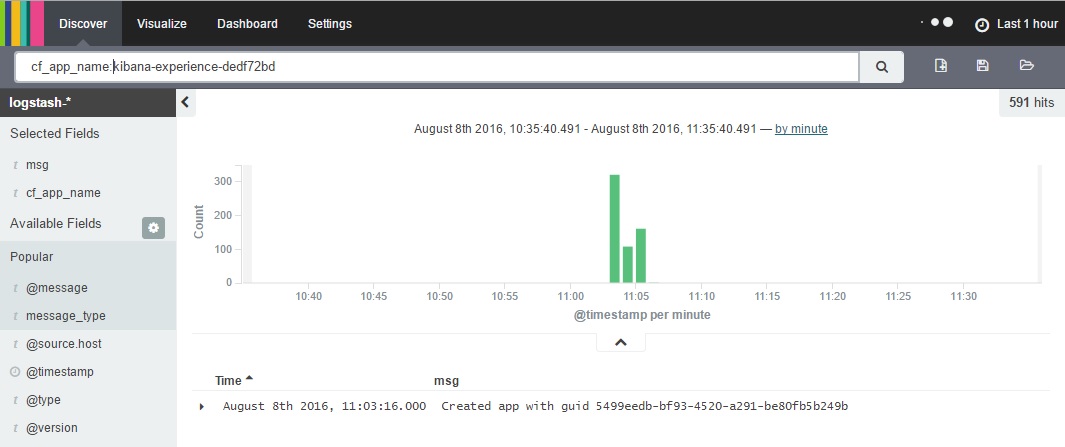 Discover Visualize Dashboard Settings Last 1 hour
cf_app_name:kibana-experience-dedf72bd
logstash-* 591 hits
Selected Fields
August 8th 2016, 10:35:40.491 - August 8th 2016, 11:35:40.491 — by minute
t msg
t cf_app_name
Available Fields
Popular
t @message
t message_type
t @source.host
@timestamp
t @type
t @version
Count
300
200
100
0
10:40 10:45 10:50 10:55 11:00 11:05 11:10 11:15 11:20 11:25 11:30
@timestamp per minute
Time msg
August 8th 2016, 11:03:16.000 Created app with guid 5499eedb-bf93-4520-a291-be80fb5b249b